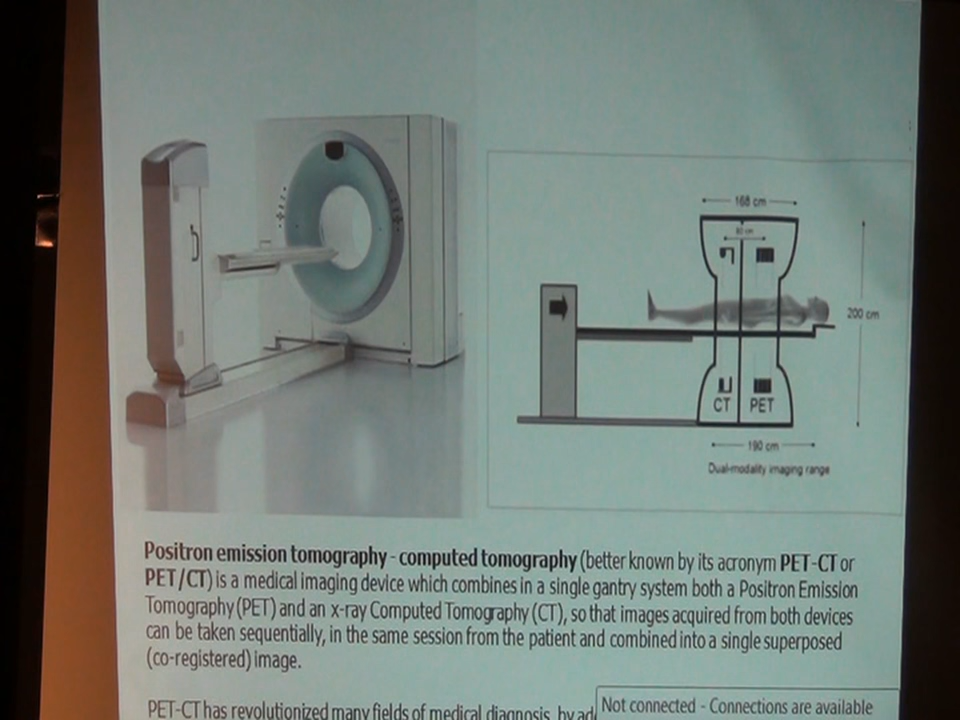 168 cm
60 cm
200 cm
CT PET
190 cm
Dual-modality imaging range
Positron emission tomography - computed tomography (better known by its acronym PET-CT or
PET/CT) is a medical imaging device which combines in a single gantry system both a Positron Emission
Tomography (PET) and an x-ray Computed Tomography (CT), so that images acquired from both devices
can be taken sequentially, in the same session from the patient and combined into a single superposed
(co-registered) image.
PET-CT has revolutionized many fields of medical diagnosis, by ad
Not connected - Connections are available